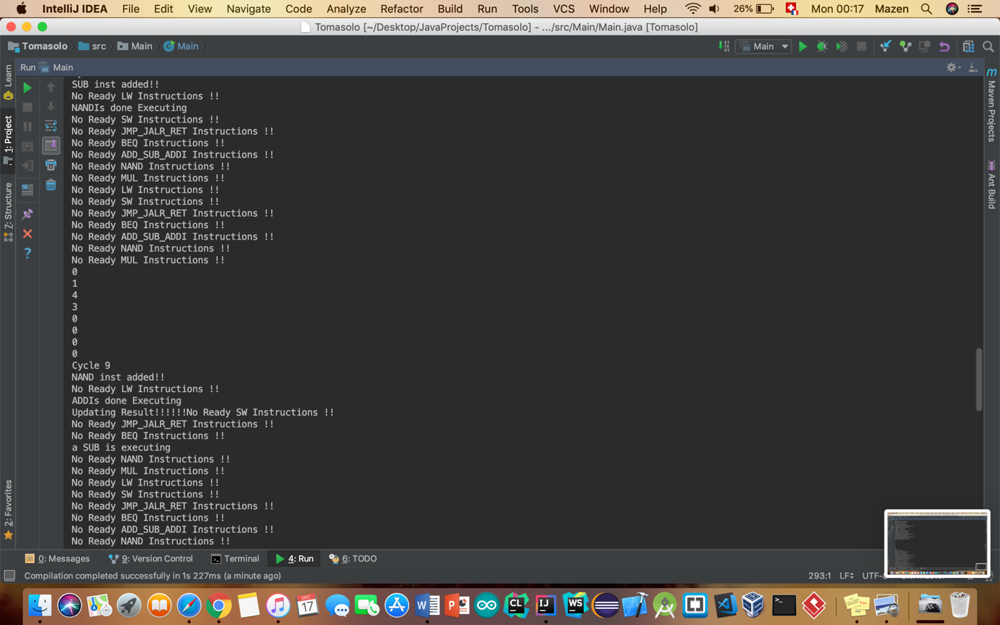 IntelliJ IDEA File Edit View Navigate Code Analyze Refactor Build Run Tools VCS Window Help 26% Mon 00:17 Mazen
Tomasolo [~/Desktop/JavaProjects/Tomasolo] - .../src/Main/Main.java [Tomasolo]
Tomasolo src Main Main Main
Run Main
Learn
1: Project
Z: Structure
2: Favorites
SUB inst added!!
No Ready LW Instructions !!
NANDIs done Executing
No Ready SW Instructions !!
No Ready JMP_JALR_RET Instructions !!
No Ready BEQ Instructions !!
No Ready ADD_SUB_ADDI Instructions !!
No Ready NAND Instructions !!
No Ready MUL Instructions !!
No Ready LW Instructions !!
No Ready SW Instructions !!
No Ready JMP_JALR_RET Instructions !!
No Ready BEQ Instructions !!
No Ready ADD_SUB_ADDI Instructions !!
No Ready NAND Instructions !!
No Ready MUL Instructions !!
0
1
4
3
0
0
0
0
Cycle 9
NAND inst added!!
No Ready LW Instructions !!
ADDIs done Executing
Updating Result!!!!!!No Ready SW Instructions !!
No Ready JMP_JALR_RET Instructions !!
No Ready BEQ Instructions !!
a SUB is executing
No Ready NAND Instructions !!
No Ready MUL Instructions !!
No Ready LW Instructions !!
No Ready SW Instructions !!
No Ready JMP_JALR_RET Instructions !!
No Ready BEQ Instructions !!
No Ready ADD_SUB_ADDI Instructions !!
No Ready NAND Instructions !!
Maven Projects
Ant Build
0: Messages 9: Version Control Terminal 4: Run 6: TODO
Compilation completed successfully in 1s 227ms (a minute ago) 293:1 LF UTF-8
DEC
17
CL
IJ
WS